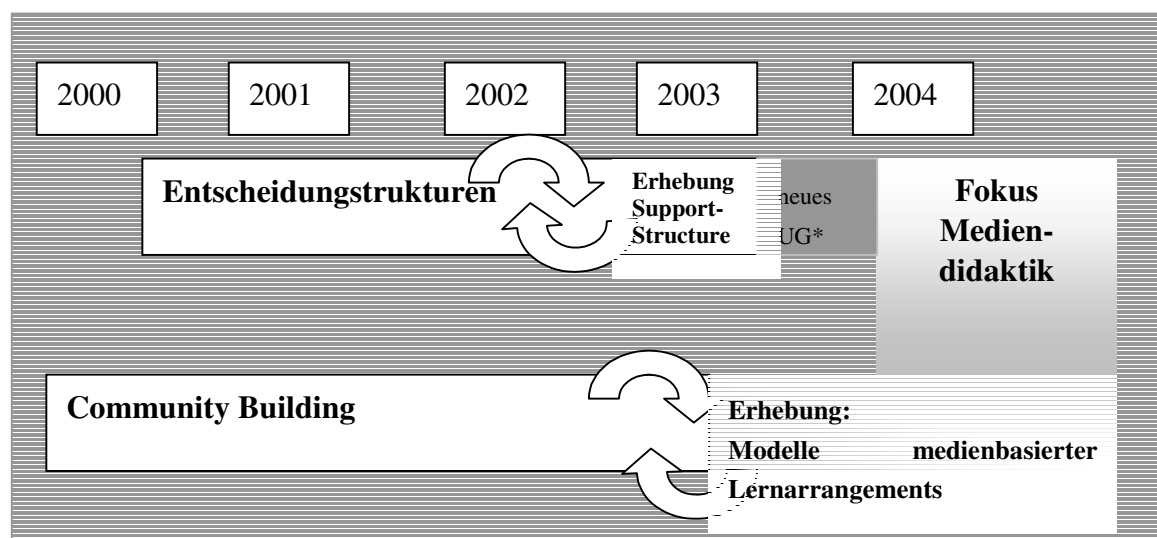 2000 2001 2002 2003 2004
Entscheidungstrukturen
Erhebung
Support-
Structure
neues
UG*
Fokus
Medien-
didaktik
Community Building
Erhebung:
Modelle medienbasierter
Lernarrangements